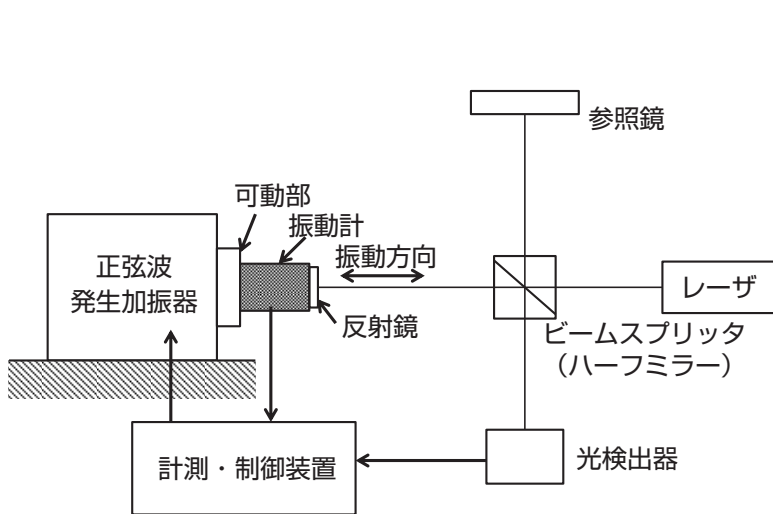 参照鏡
可動部
振動計
振動方向
正弦波
発生加振器
レーザ
反射鏡
ビームスプリッタ
（ハーフミラー）
計測・制御装置
光検出器